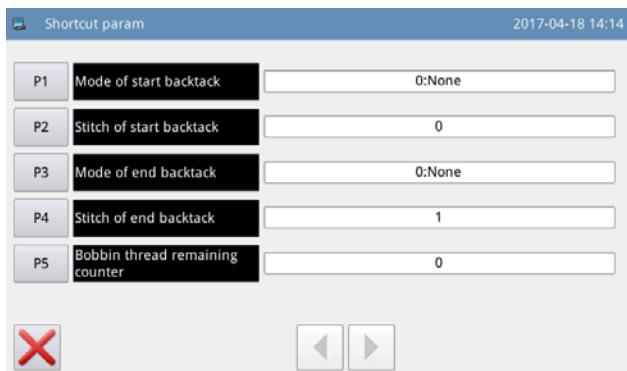 Shortcut param 2017-04-18 14:14
P1 Mode of start backtack 0:None
P2 Stitch of start backtack 0
P3 Mode of end backtack 0:None
P4 Stitch of end backtack 1
P5 Bobbin thread remaining counter 0